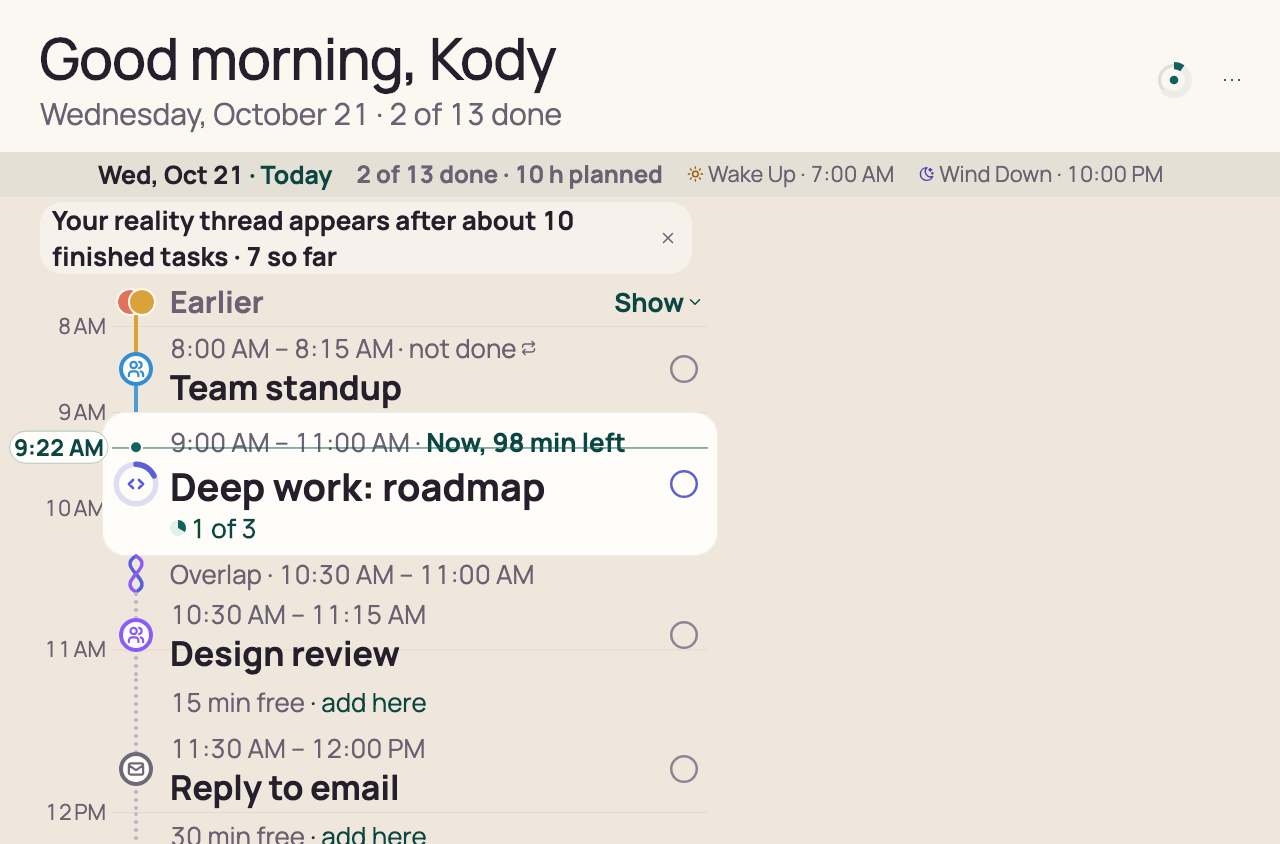 Good morning, Kody
Wednesday, October 21 · 2 of 13 done
...
Wed, Oct 21 · Today 2 of 13 done · 10 h planned Wake Up · 7:00 AM Wind Down · 10:00 PM
Your reality thread appears after about 10
finished tasks · 7 so far
Earlier Show
8 AM
8:00 AM – 8:15 AM · not done
Team standup
9 AM
9:22 AM 9:00 AM – 11:00 AM · Now, 98 min left
Deep work: roadmap
10 AM
1 of 3
Overlap · 10:30 AM – 11:00 AM
10:30 AM – 11:15 AM
11 AM Design review
15 min free · add here
11:30 AM – 12:00 PM
Reply to email
12 PM
30 min free · add here